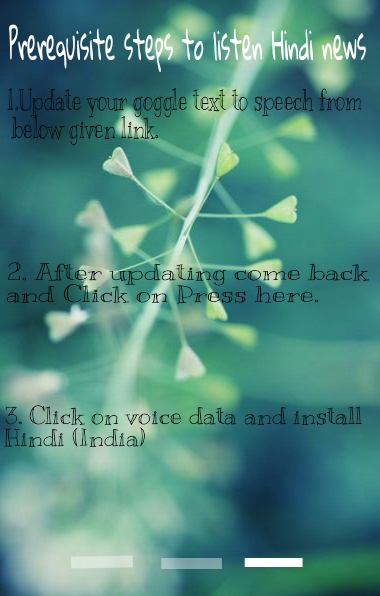 Prerequisite steps to listen Hindi news
1.Update your goggle text to speech from
below given link.
2. After updating come back
and Click on Press here.
3. Click on voice data and install
Hindi (India)